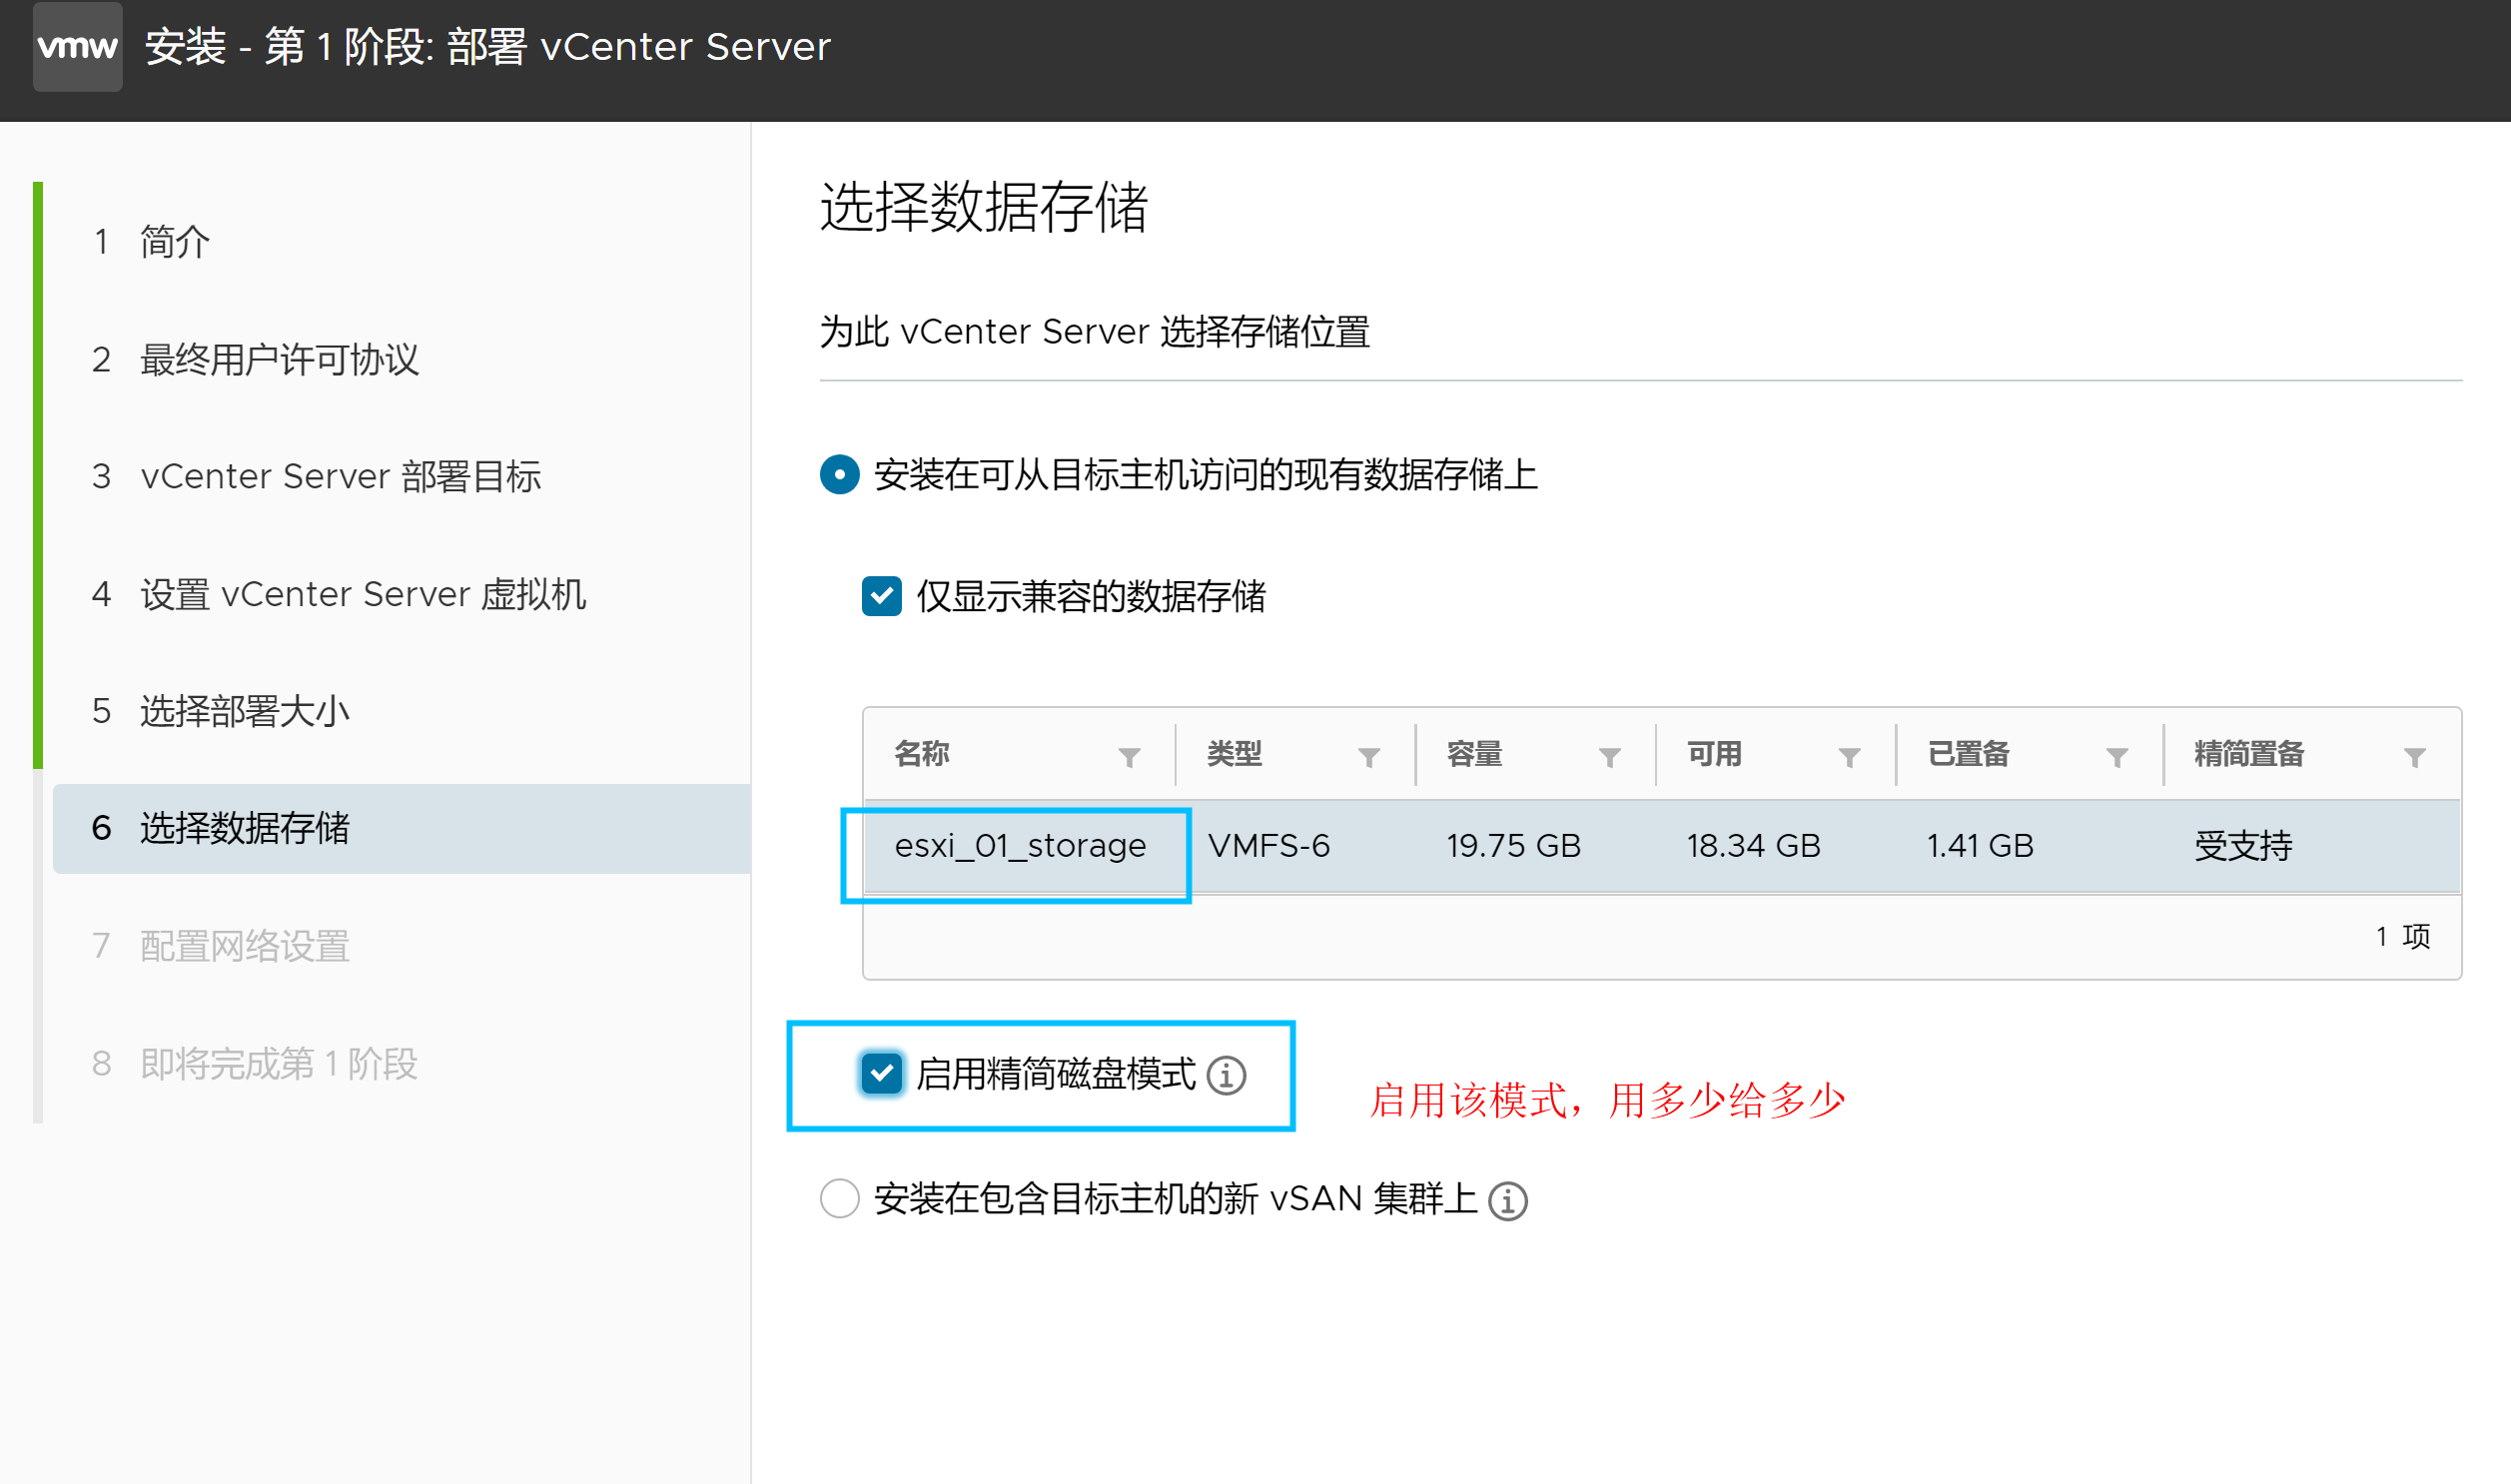 vmw 安装 - 第 1 阶段: 部署 vCenter Server
1 简介
2 最终用户许可协议
3 vCenter Server 部署目标
4 设置 vCenter Server 虚拟机
5 选择部署大小
6 选择数据存储
7 配置网络设置
8 即将完成第 1 阶段
选择数据存储
为此 vCenter Server 选择存储位置
安装在可从目标主机访问的现有数据存储上
仅显示兼容的数据存储
名称 类型 容量 可用 已置备 精简置备
esxi_01_storage VMFS-6 19.75 GB 18.34 GB 1.41 GB 受支持
1 项
启用精简磁盘模式
启用该模式，用多少给多少
安装在包含目标主机的新 vSAN 集群上